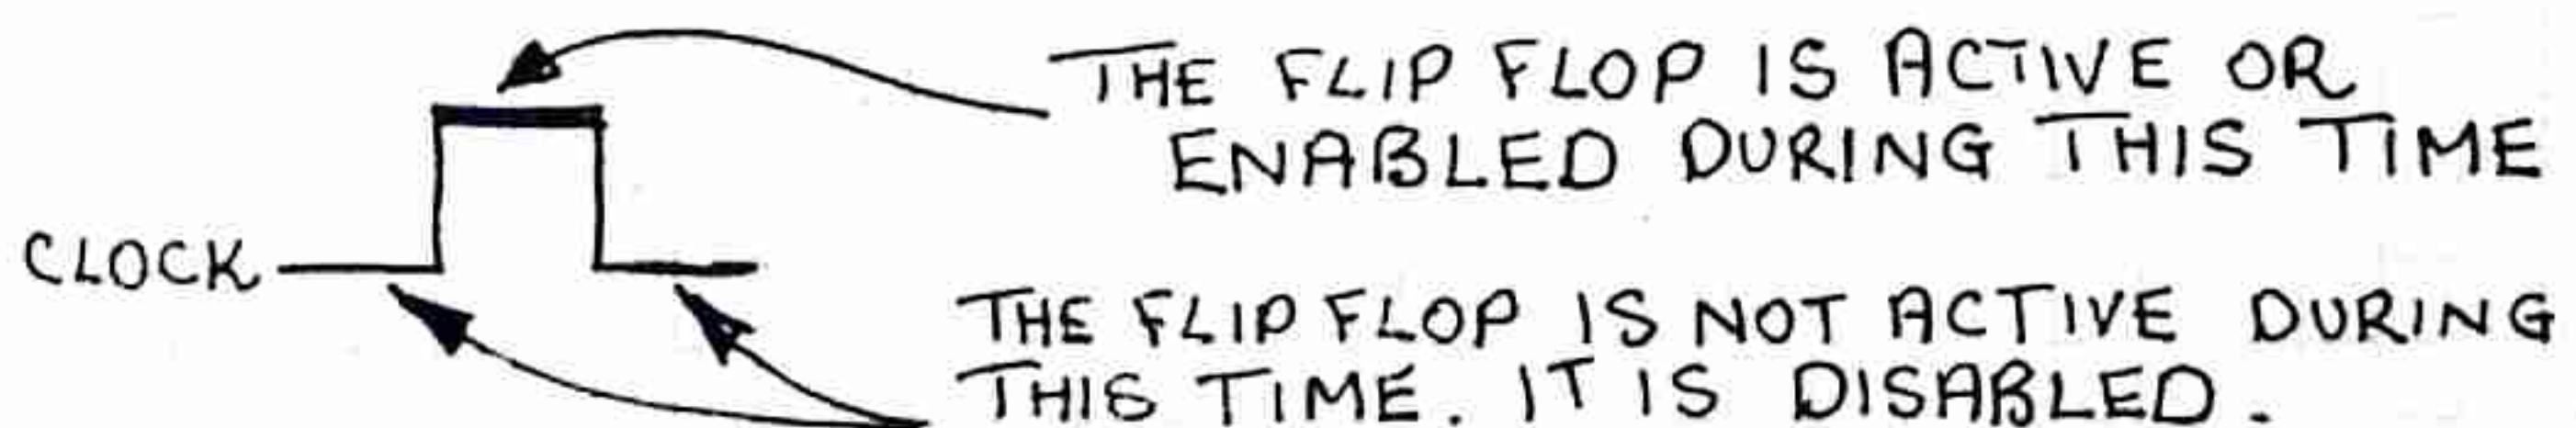 THE FLIP FLOP IS ACTIVE OR
ENABLED DURING THIS TIME
CLOCK
THE FLIP FLOP IS NOT ACTIVE DURING
THIS TIME. IT IS DISABLED.